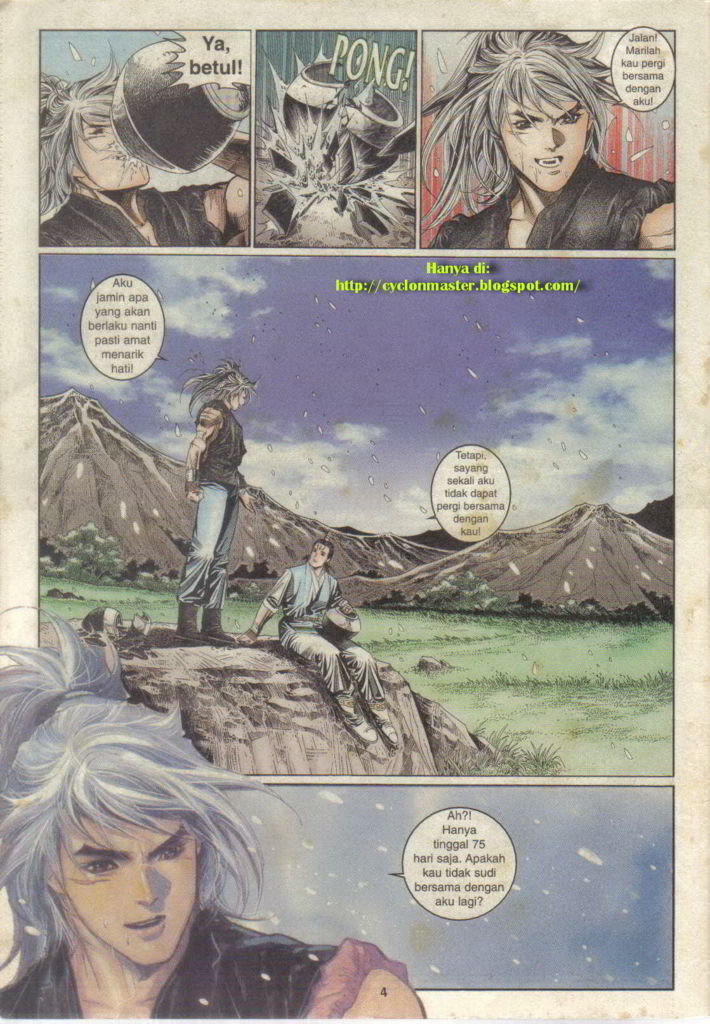 Ya,
betul!
PONG!
Jalan!
Marilah
kau pergi
bersama
dengan
aku!
Hanya di:
http://cyclonmaster.blogspot.com/
Aku
jamin apa
yang akan
berlaku nanti
pasti amat
menarik
hati!
Tetapi,
sayang
sekali aku
tidak dapat
pergi bersama
dengan
kau!
Ah?!
Hanya
tinggal 75
hari saja. Apakah
kau tidak sudi
bersama dengan
aku lagi?
4